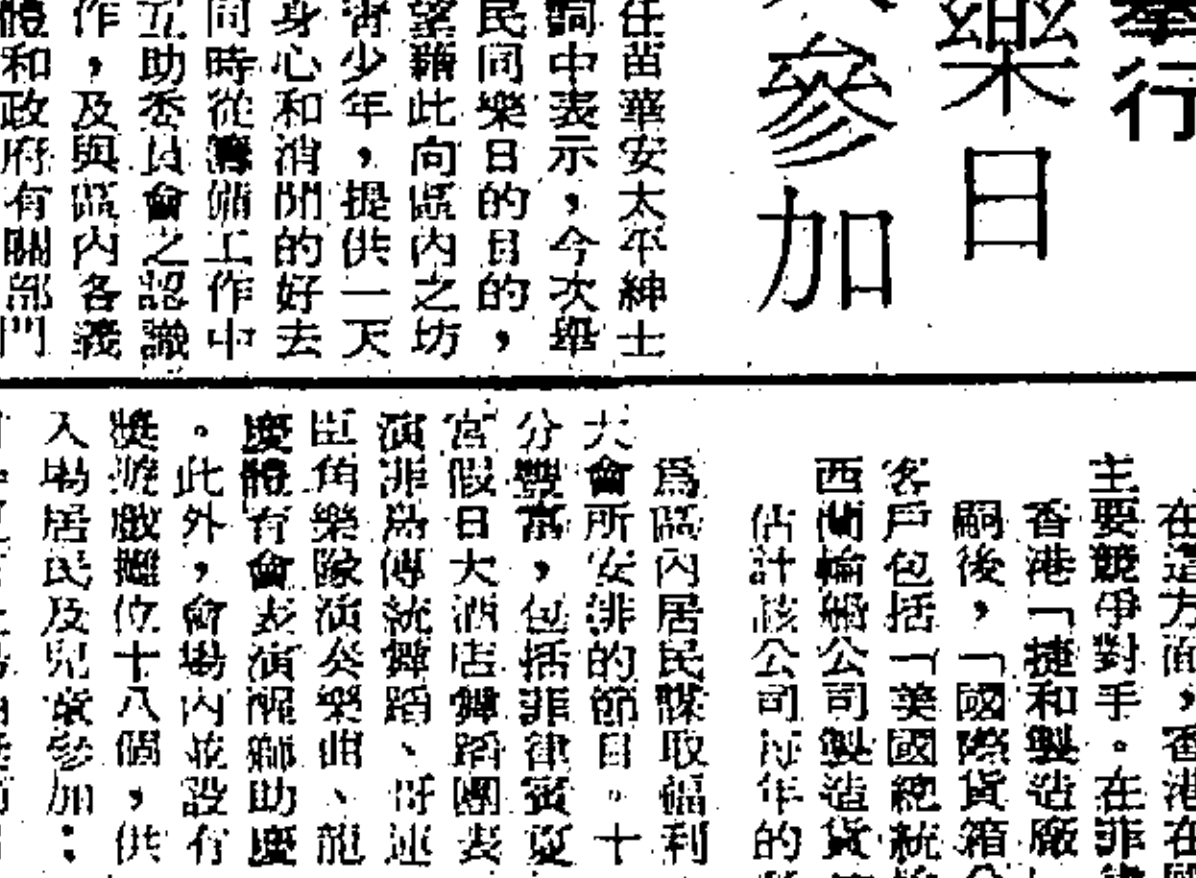 舉行
樂日
參加
任苗華安太平紳士
詞中表示，今次舉
民同樂日的目的，
望藉此向區內之坊
青少年，提供一天
身心和消閒的好去
同時從籌備工作中
互助委員會之認識
作，及與區內各義
體和政府有關部門
在這方面，香港在
主要競爭對手。在菲律
香港「捷和製造廠
嗣後，「國際貨箱
客戶包括「美國總統
西蘭輪船公司製造貨
估計該公司每年的
為區內居民謀取福利
大會所安排的節目。十
分豐富，包括菲律賓夏
宮假日大酒店舞蹈團表
演菲島傳統舞蹈、哥連
臣角樂隊演奏樂曲、龍
慶體育會表演醒獅助慶
。此外，會場內並設有
獎遊戲攤位十八個，供
入場居民及兒童參加：